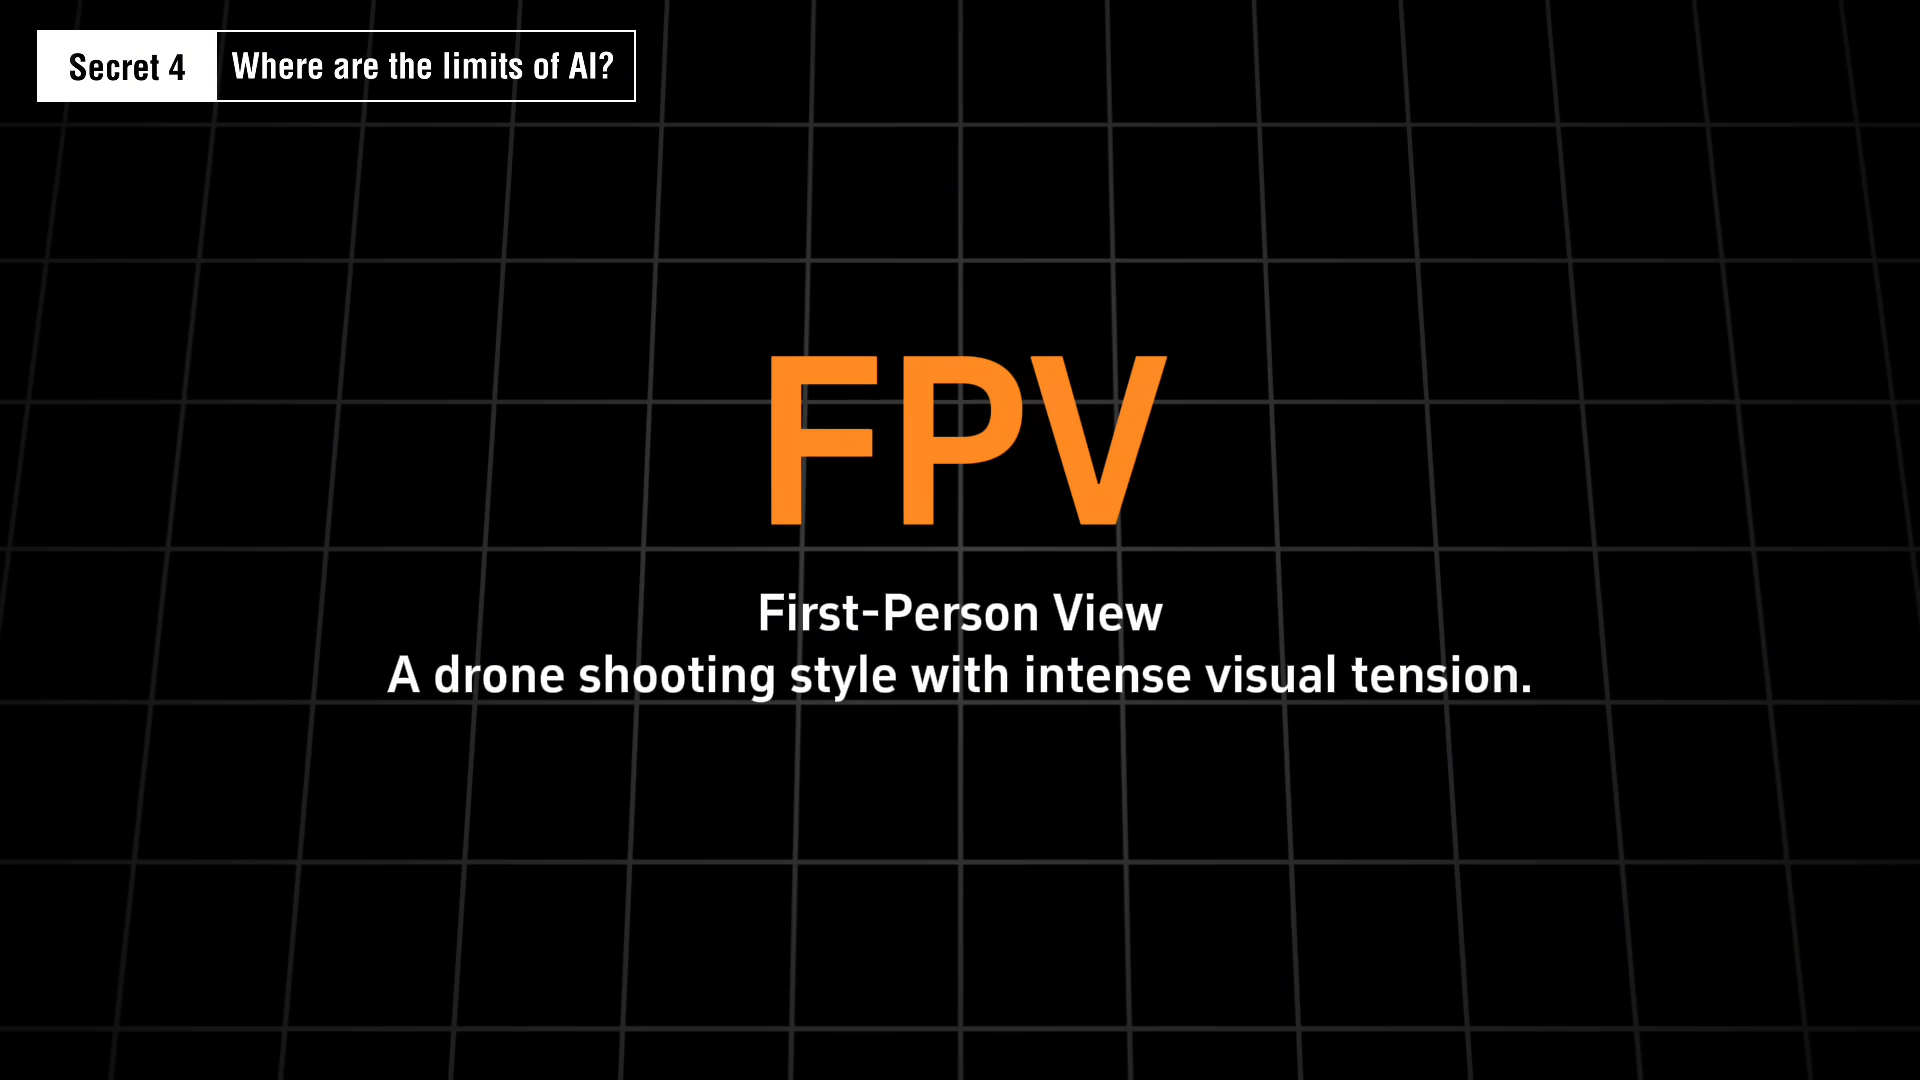 Secret 4 Where are the limits of AI?
FPV
First-Person View
A drone shooting style with intense visual tension.